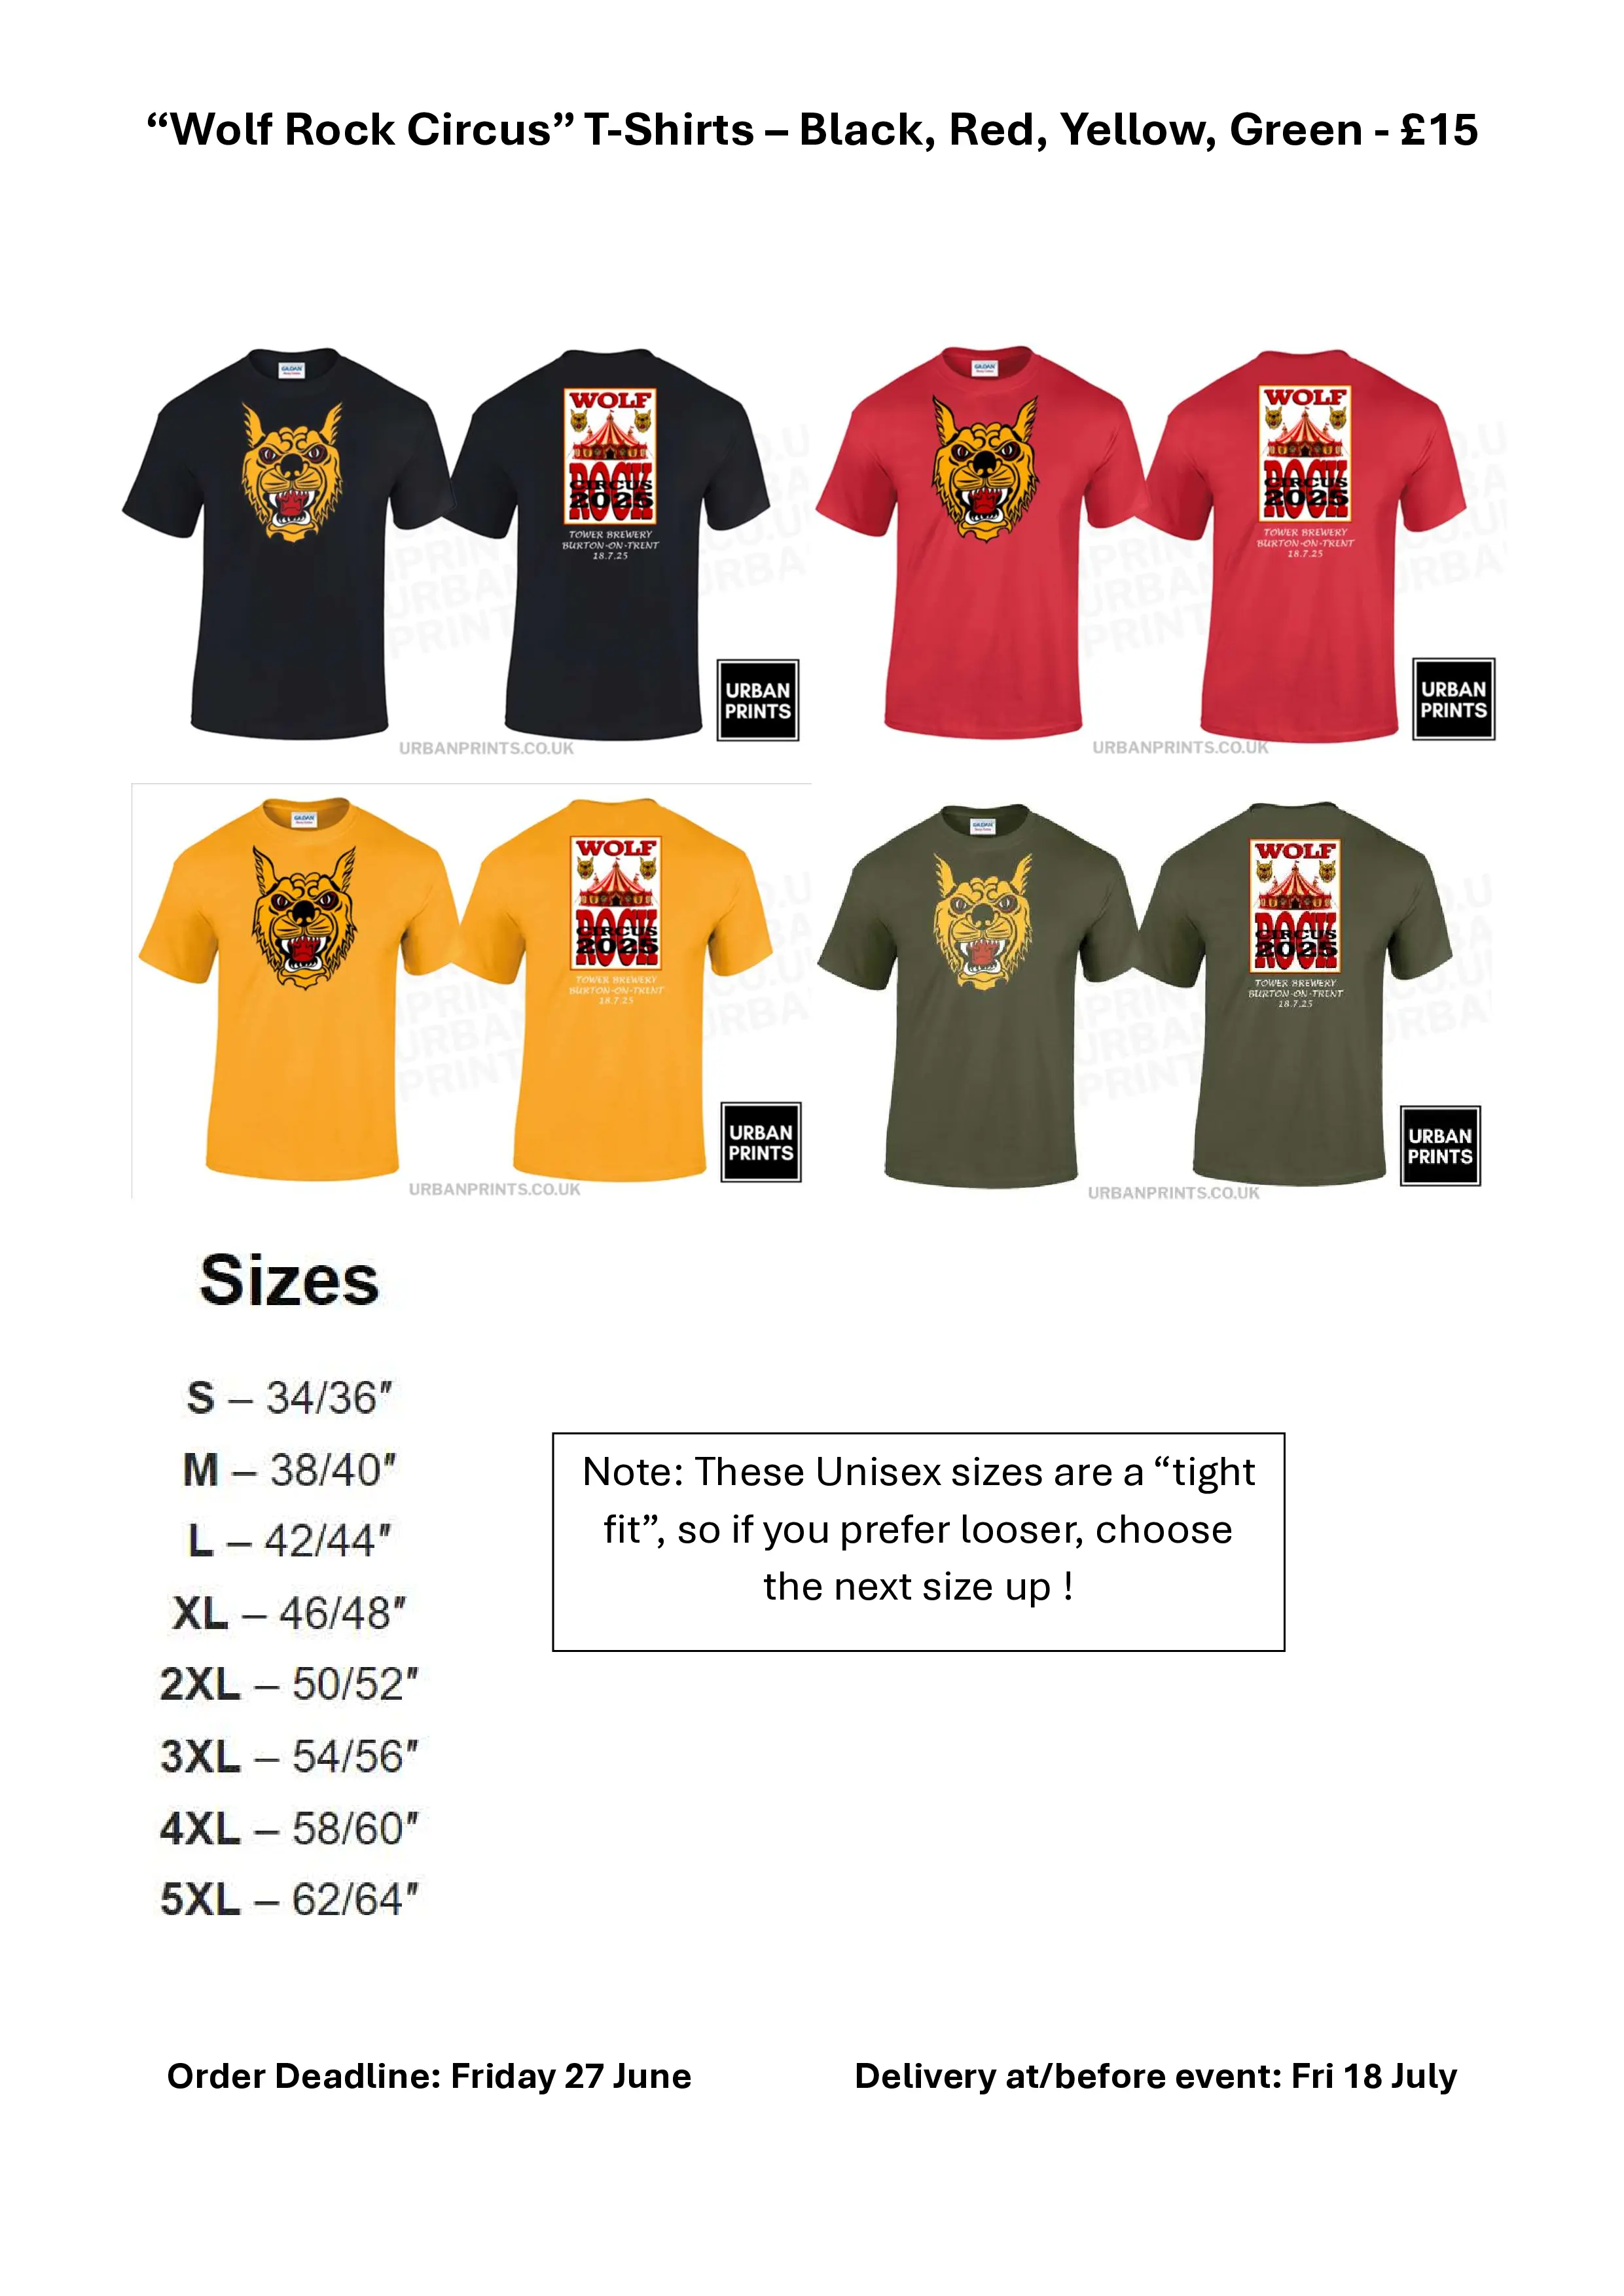 “Wolf Rock Circus” T-Shirts – Black, Red, Yellow, Green - £15
GILDAN
WOLF
ROCK
CIRCUS
2025
TOWER BREWERY
BURTON-ON-TRENT
18.7.25
URBAN
PRINTS
URBANPRINTS.CO.UK
GILDAN
WOLF
ROCK
CIRCUS
2025
TOWER BREWERY
BURTON-ON-TRENT
18.7.25
URBAN
PRINTS
URBANPRINTS.CO.UK
GILDAN
WOLF
ROCK
CIRCUS
2025
TOWER BREWERY
BURTON-ON-TRENT
18.7.25
URBAN
PRINTS
URBANPRINTS.CO.UK
GILDAN
WOLF
ROCK
CIRCUS
2025
TOWER BREWERY
BURTON-ON-TRENT
18.7.25
URBAN
PRINTS
URBANPRINTS.CO.UK
Sizes
S – 34/36″
M – 38/40″
L – 42/44″
XL – 46/48″
2XL – 50/52″
3XL – 54/56″
4XL – 58/60″
5XL – 62/64″
Note: These Unisex sizes are a “tight
fit”, so if you prefer looser, choose
the next size up !
Order Deadline: Friday 27 June Delivery at/before event: Fri 18 July